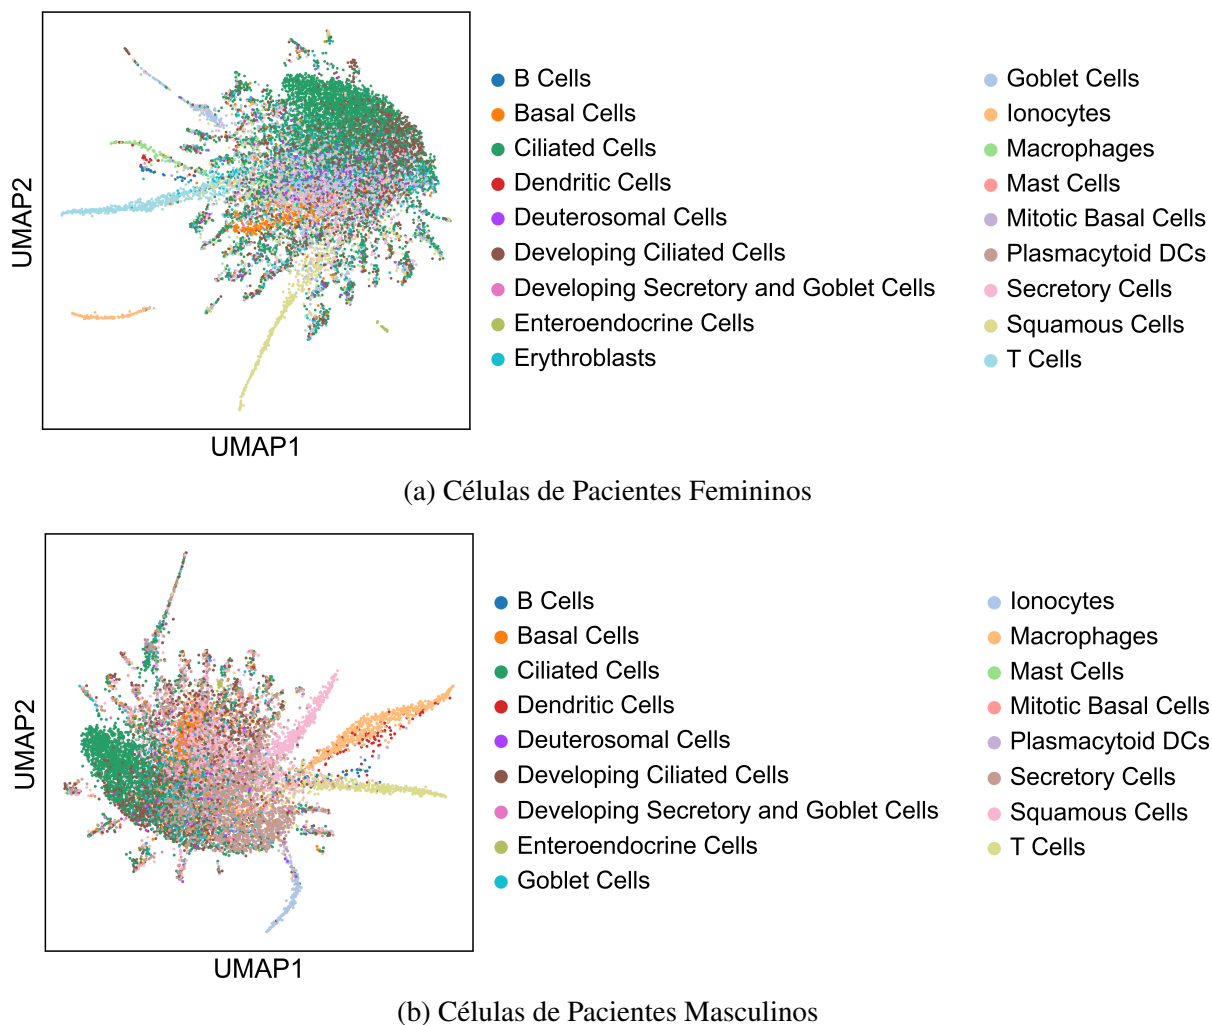 UMAP2
UMAP1
B Cells
Basal Cells
Ciliated Cells
Dendritic Cells
Deuterosomal Cells
Developing Ciliated Cells
Developing Secretory and Goblet Cells
Enteroendocrine Cells
Erythroblasts
Goblet Cells
Ionocytes
Macrophages
Mast Cells
Mitotic Basal Cells
Plasmacytoid DCs
Secretory Cells
Squamous Cells
T Cells
(a) Células de Pacientes Femininos
UMAP2
UMAP1
B Cells
Basal Cells
Ciliated Cells
Dendritic Cells
Deuterosomal Cells
Developing Ciliated Cells
Developing Secretory and Goblet Cells
Enteroendocrine Cells
Goblet Cells
Ionocytes
Macrophages
Mast Cells
Mitotic Basal Cells
Plasmacytoid DCs
Secretory Cells
Squamous Cells
T Cells
(b) Células de Pacientes Masculinos